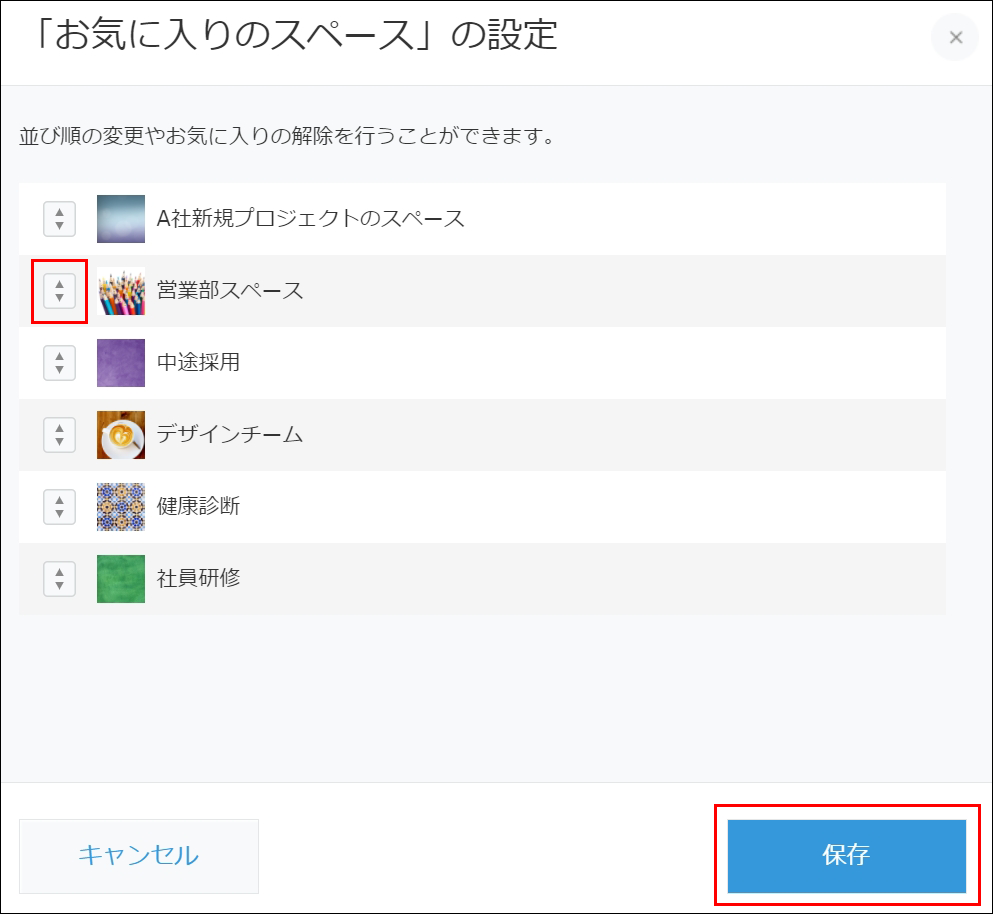 「お気に入りのスペース」の設定
並び順の変更やお気に入りの解除を行うことができます。
A社新規プロジェクトのスペース
営業部スペース
中途採用
デザインチーム
健康診断
社員研修
キャンセル
保存